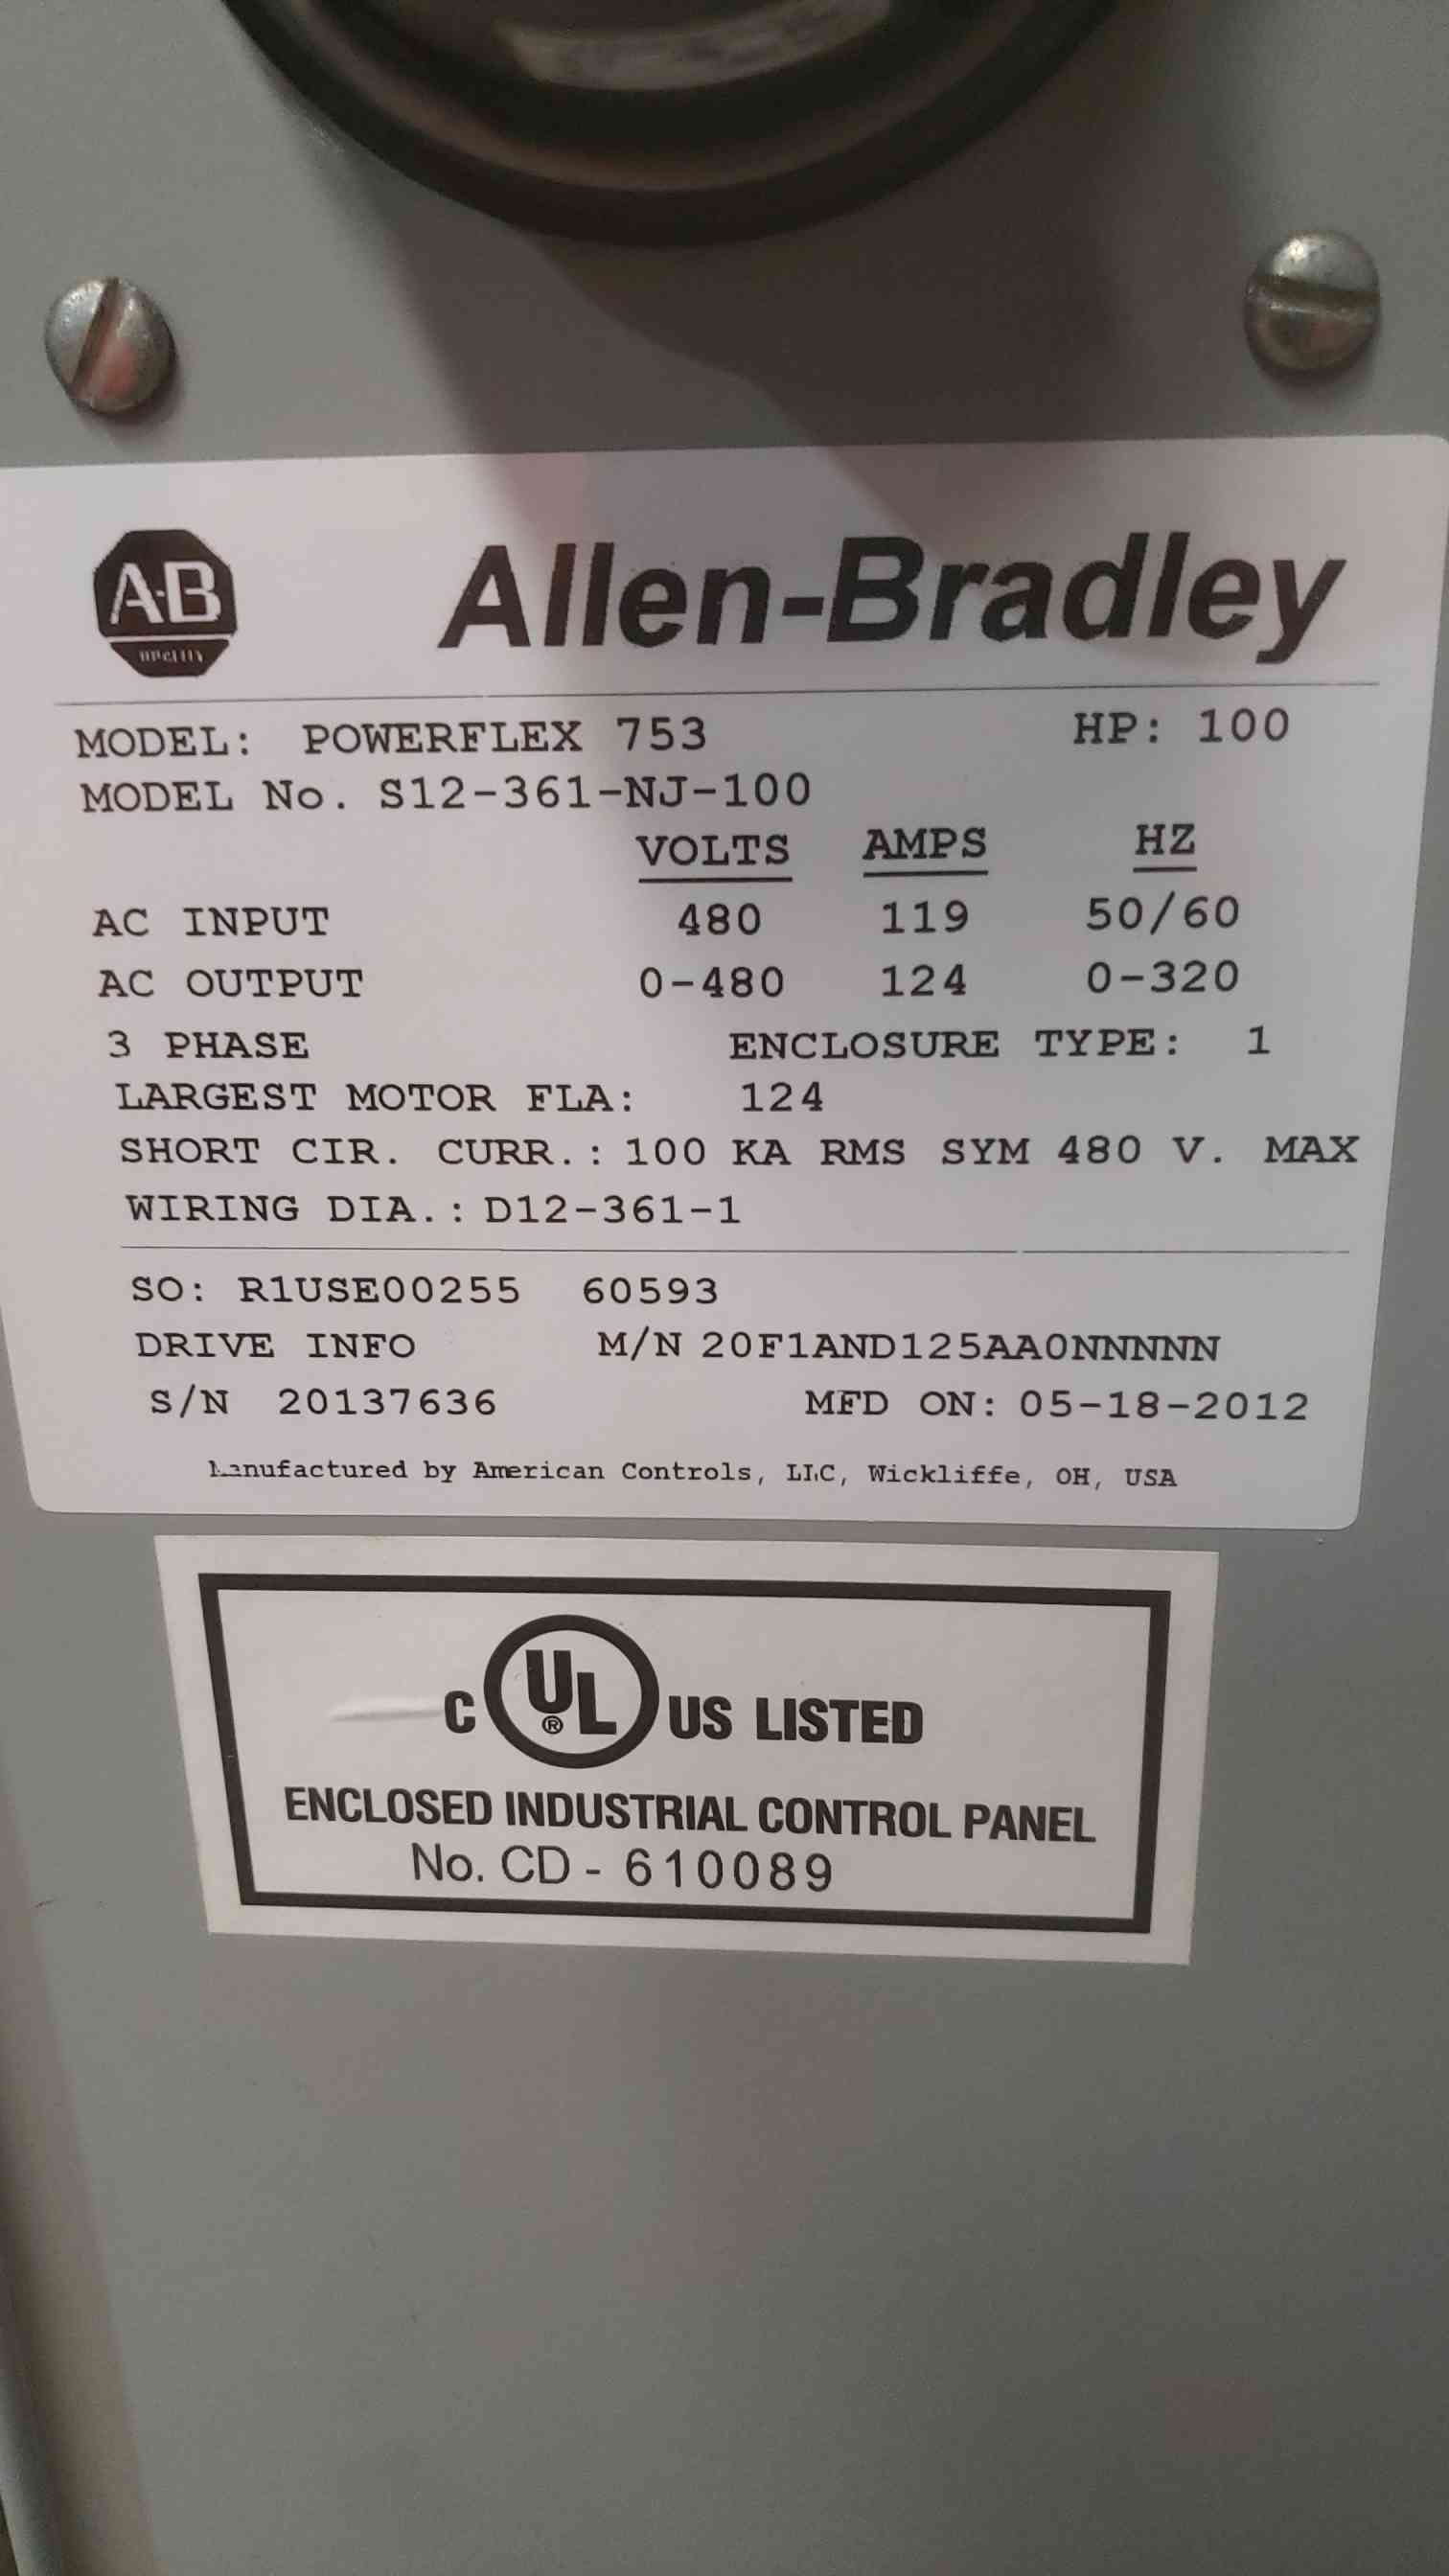 A-B
QUALITY
Allen-Bradley
MODEL: POWERFLEX 753 HP: 100
MODEL No. S12-361-NJ-100
VOLTS AMPS HZ
AC INPUT 480 119 50/60
AC OUTPUT 0-480 124 0-320
3 PHASE ENCLOSURE TYPE: 1
LARGEST MOTOR FLA: 124
SHORT CIR. CURR.: 100 KA RMS SYM 480 V. MAX
WIRING DIA.: D12-361-1
SO: R1USE00255 60593
DRIVE INFO M/N 20F1AND125AA0NNNNN
S/N 20137636 MFD ON: 05-18-2012
Manufactured by American Controls, LLC, Wickliffe, OH, USA
C UL ® US LISTED
ENCLOSED INDUSTRIAL CONTROL PANEL
No. CD - 610089